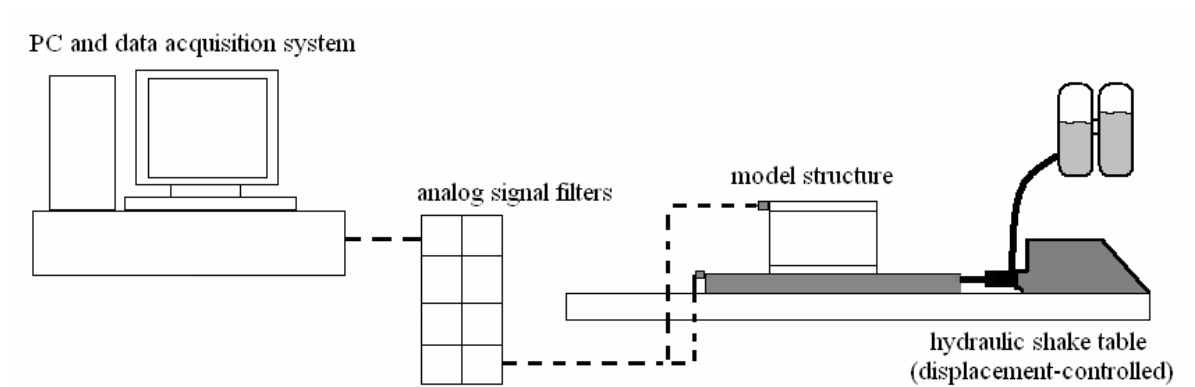 PC and data acquisition system
analog signal filters
model structure
hydraulic shake table
(displacement-controlled)